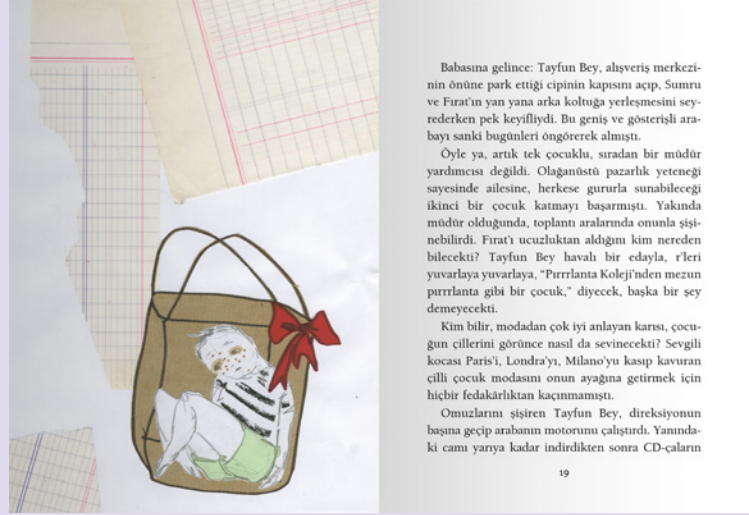 Babasına gelince: Tayfun Bey, alışveriş merkezi-
nin önüne park ettiği cipinin kapısını açıp, Sumru
ve Fırat'ın yan yana arka koltuğa yerleşmesini sey-
rederken pek keyifliydi. Bu geniş ve gösterişli ara-
bayı sanki bugünleri öngörerek almıştı.
Öyle ya, artık tek çocuklu, sıradan bir müdür
yardımcısı değildi. Olağanüstü pazarlık yeteneği
sayesinde ailesine, herkese gururla sunabileceği
ikinci bir çocuk katmayı başarmıştı. Yakında
müdür olduğunda, toplantı aralarında onunla şişi-
nebilirdi. Fırat'ı ucuzluktan aldığını kim nereden
bilecekti? Tayfun Bey havalı bir edayla, r'leri
yuvarlaya yuvarlaya, “Pırrrlanta Koleji'nden mezun
pırrrlanta gibi bir çocuk,” diyecek, başka bir şey
demeyecekti.
Kim bilir, modadan çok iyi anlayan karısı, çocu-
ğun çillerini görünce nasıl da sevinecekti? Sevgili
kocası Paris'i, Londra'yı, Milano'yu kasıp kavuran
çilli çocuk modasını onun ayağına getirmek için
hiçbir fedakârlıktan kaçınmamıştı.
Omuzlarını şişiren Tayfun Bey, direksiyonun
başına geçip arabanın motorunu çalıştırdı. Yanında-
ki camı yarıya kadar indirdikten sonra CD-çaların
19